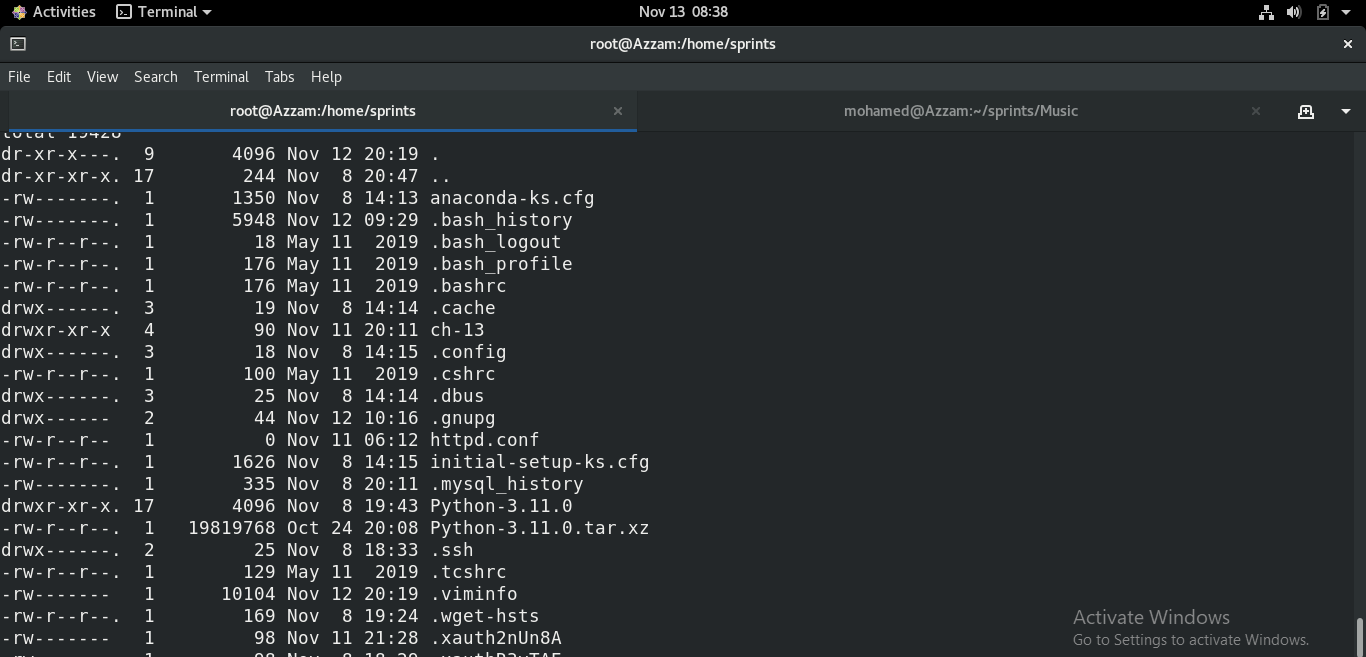 Activities Terminal Nov 13 08:38
root@Azzam:/home/sprints
File Edit View Search Terminal Tabs Help
root@Azzam:/home/sprints mohamed@Azzam:~/sprints/Music
total 19428
dr-xr-x---. 9 4096 Nov 12 20:19 .
dr-xr-xr-x. 17 244 Nov 8 20:47 ..
-rw-------. 1 1350 Nov 8 14:13 anaconda-ks.cfg
-rw-------. 1 5948 Nov 12 09:29 .bash_history
-rw-r--r--. 1 18 May 11 2019 .bash_logout
-rw-r--r--. 1 176 May 11 2019 .bash_profile
-rw-r--r--. 1 176 May 11 2019 .bashrc
drwx------. 3 19 Nov 8 14:14 .cache
drwxr-xr-x 4 90 Nov 11 20:11 ch-13
drwx------. 3 18 Nov 8 14:15 .config
-rw-r--r--. 1 100 May 11 2019 .cshrc
drwx------. 3 25 Nov 8 14:14 .dbus
drwx------ 2 44 Nov 12 10:16 .gnupg
-rw-r--r-- 1 0 Nov 11 06:12 httpd.conf
-rw-r--r--. 1 1626 Nov 8 14:15 initial-setup-ks.cfg
-rw-------. 1 335 Nov 8 20:11 .mysql_history
drwxr-xr-x. 17 4096 Nov 8 19:43 Python-3.11.0
-rw-r--r--. 1 19819768 Oct 24 20:08 Python-3.11.0.tar.xz
drwx------. 2 25 Nov 8 18:33 .ssh
-rw-r--r--. 1 129 May 11 2019 .tcshrc
-rw------- 1 10104 Nov 12 20:19 .viminfo
-rw-r--r--. 1 169 Nov 8 19:24 .wget-hsts
-rw------- 1 98 Nov 11 21:28 .xauth2nUn8A
Activate Windows
Go to Settings to activate Windows.